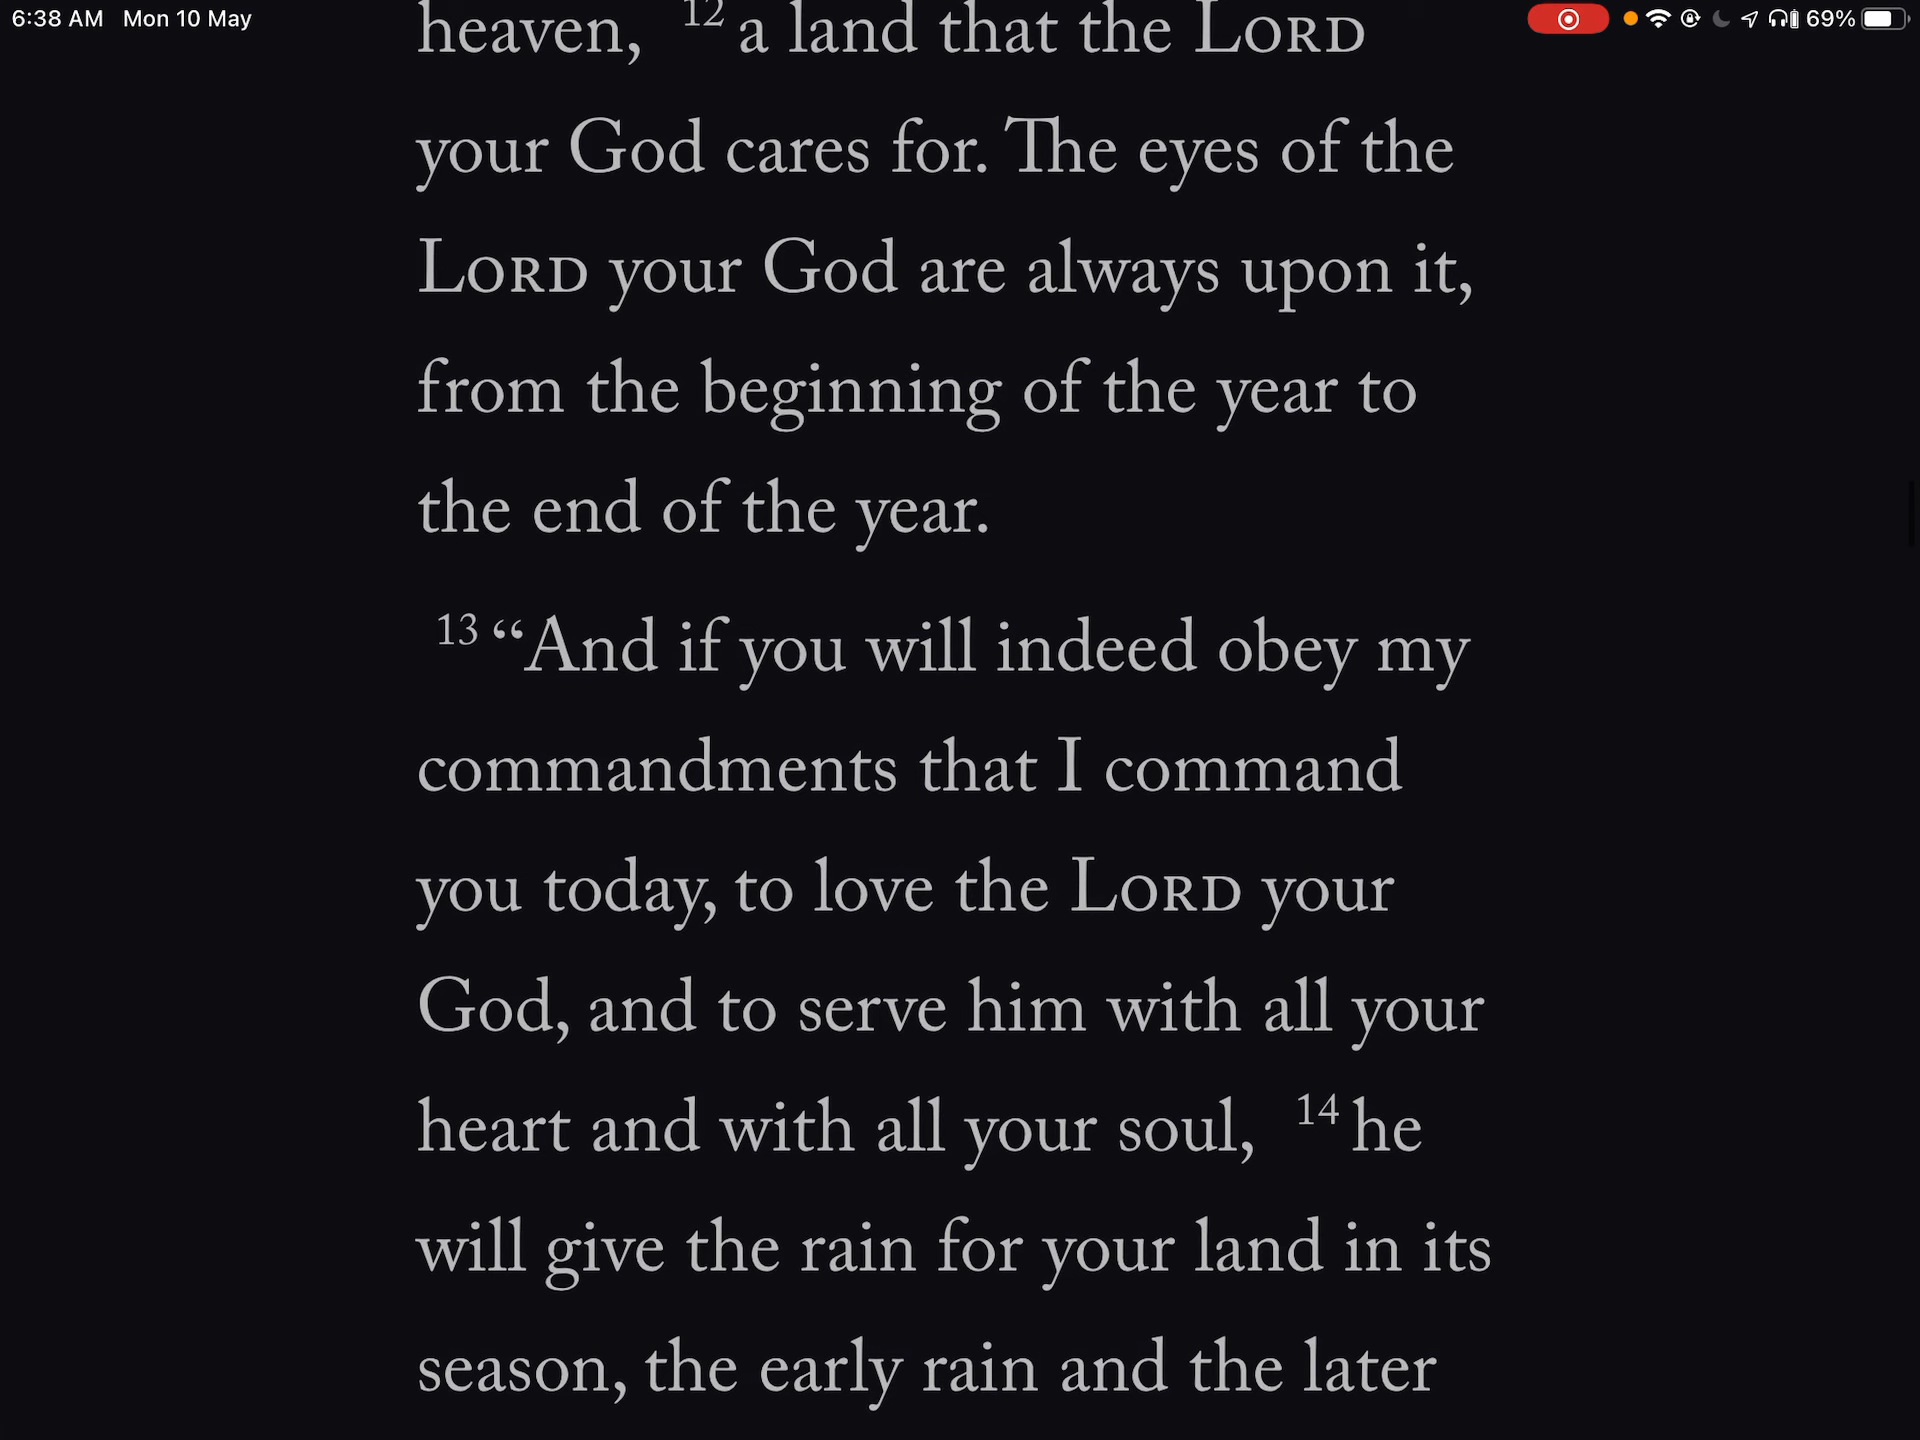 6:38 AM Mon 10 May 69%
heaven, 12 a land that the LORD
your God cares for. The eyes of the
LORD your God are always upon it,
from the beginning of the year to
the end of the year.
13 “And if you will indeed obey my
commandments that I command
you today, to love the LORD your
God, and to serve him with all your
heart and with all your soul, 14 he
will give the rain for your land in its
season, the early rain and the later